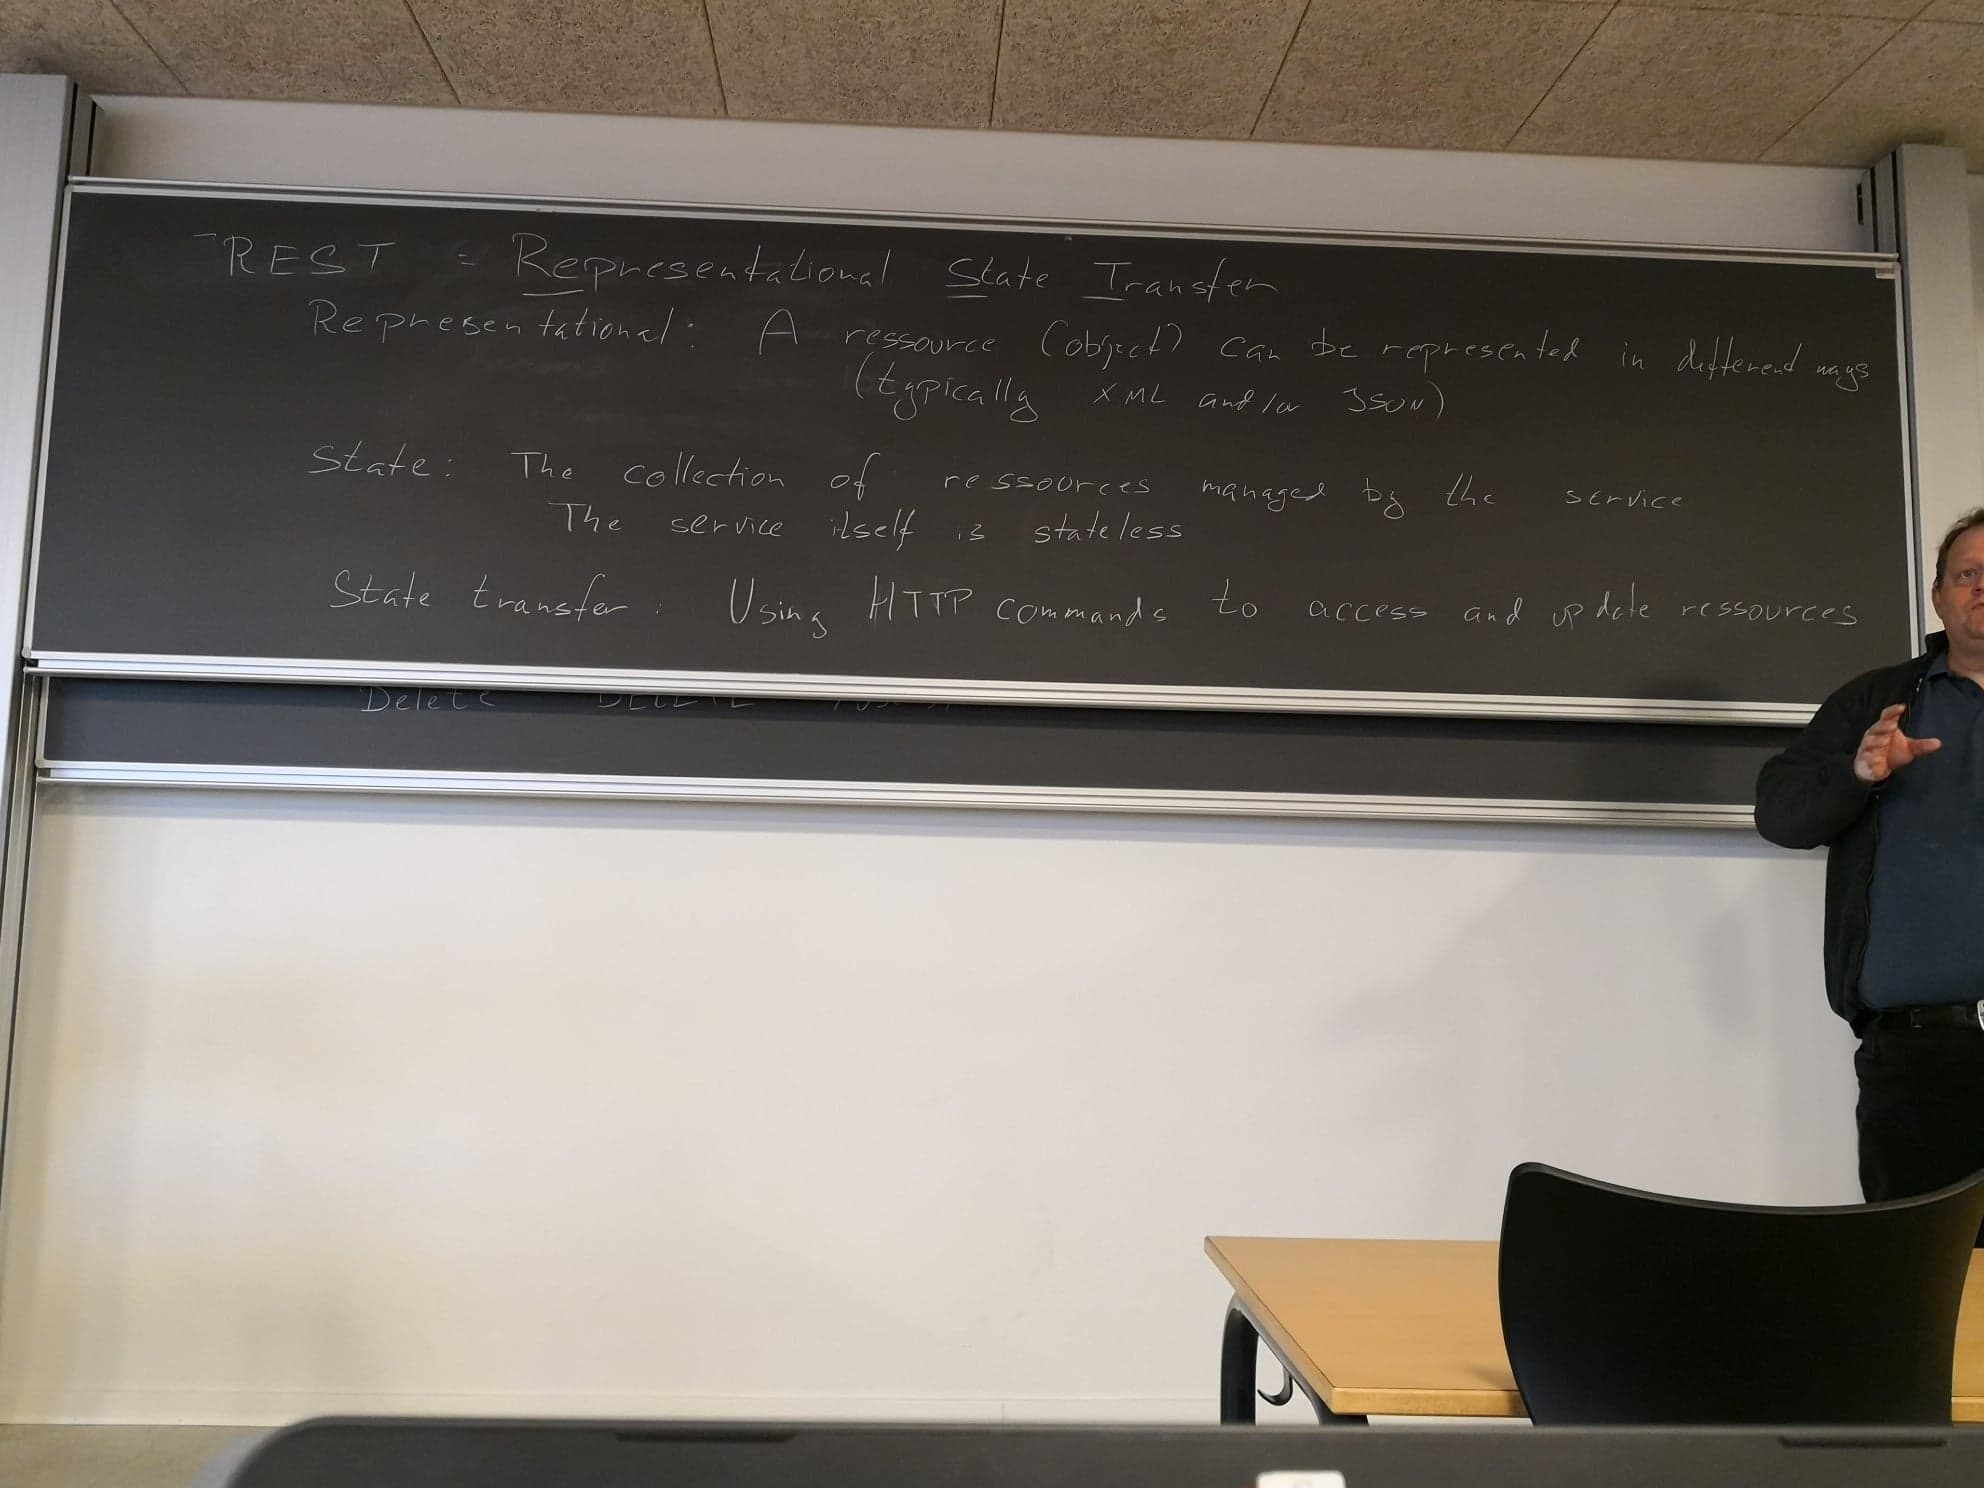 - REST = Representational State Transfer
Representational: A ressource (object) can be represented in different ways
(typically XML and/or JSON)
State: The collection of ressources managed by the service
The service itself is stateless
State transfer: Using HTTP commands to access and update ressources
Delete DELETE